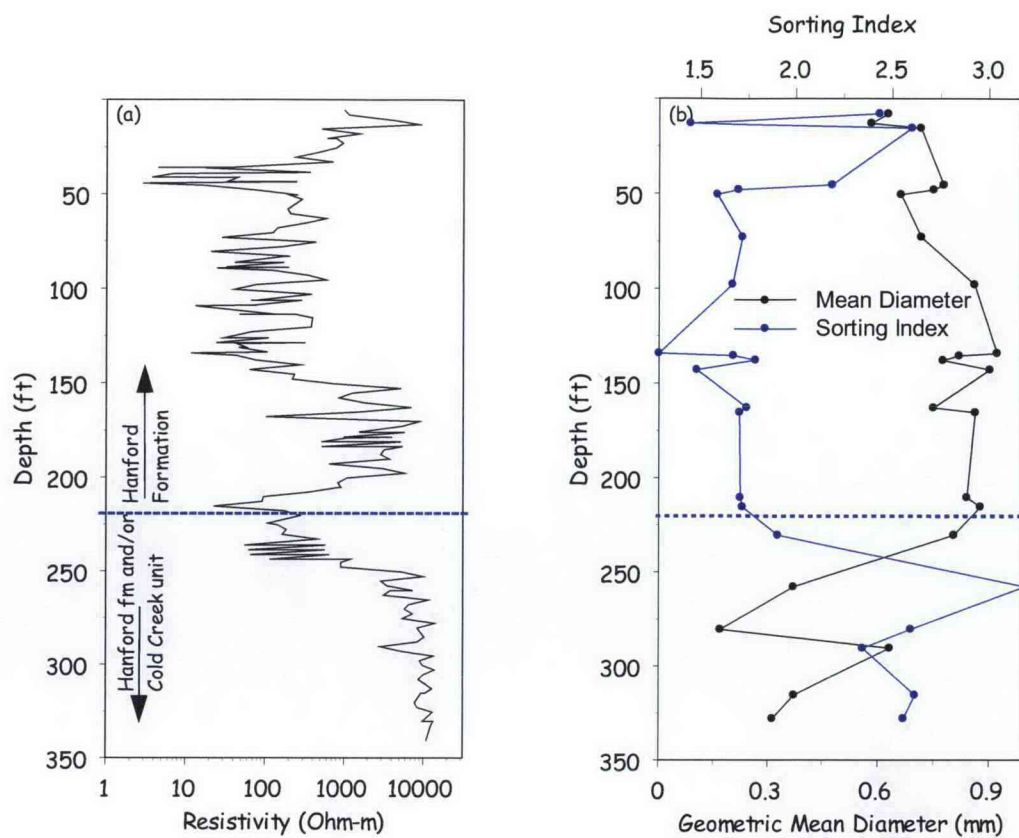 (a)
0
50
100
150
200
250
300
350
Depth (ft)
Hanford
Formation
Hanford fm and/or
Cold Creek unit
1 10 100 1000 10000
Resistivity (Ohm-m)
Sorting Index
1.5 2.0 2.5 3.0
(b)
0
50
100
150
200
250
300
350
Depth (ft)
Mean Diameter
Sorting Index
0 0.3 0.6 0.9
Geometric Mean Diameter (mm)